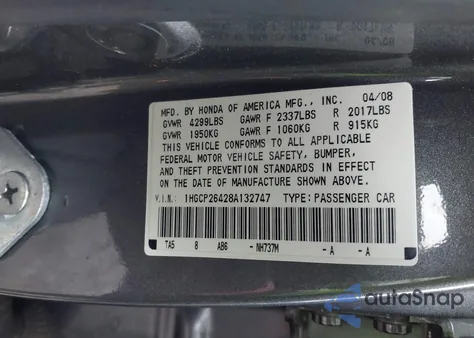 MFD. BY HONDA OF AMERICA MFG., INC. 04/08
GVWR 4299LBS GAWR F 2337LBS R 2017LBS
GVWR 1950KG GAWR F 1060KG R 915KG
THIS VEHICLE CONFORMS TO ALL APPLICABLE
FEDERAL MOTOR VEHICLE SAFETY, BUMPER,
AND THEFT PREVENTION STANDARDS IN EFFECT
ON THE DATE OF MANUFACTURE SHOWN ABOVE.
V.I.N.: 1HGCP26428A132747 TYPE: PASSENGER CAR
TA5 8 AB6 -NH737M -A -A
autoSnap